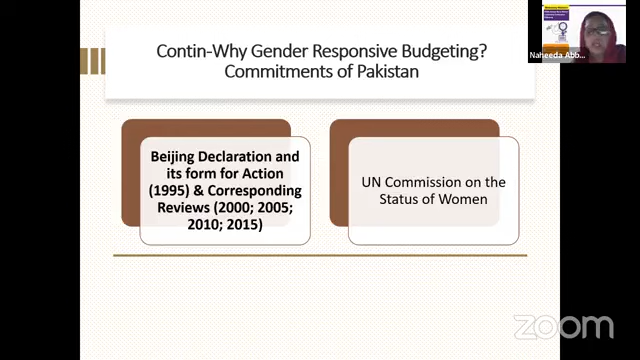 Contin-Why Gender Responsive Budgeting?
Commitments of Pakistan
Naheeda Abb...
Beijing Declaration and
its form for Action
(1995) & Corresponding
Reviews (2000; 2005;
2010; 2015)
UN Commission on the
Status of Women
zoom